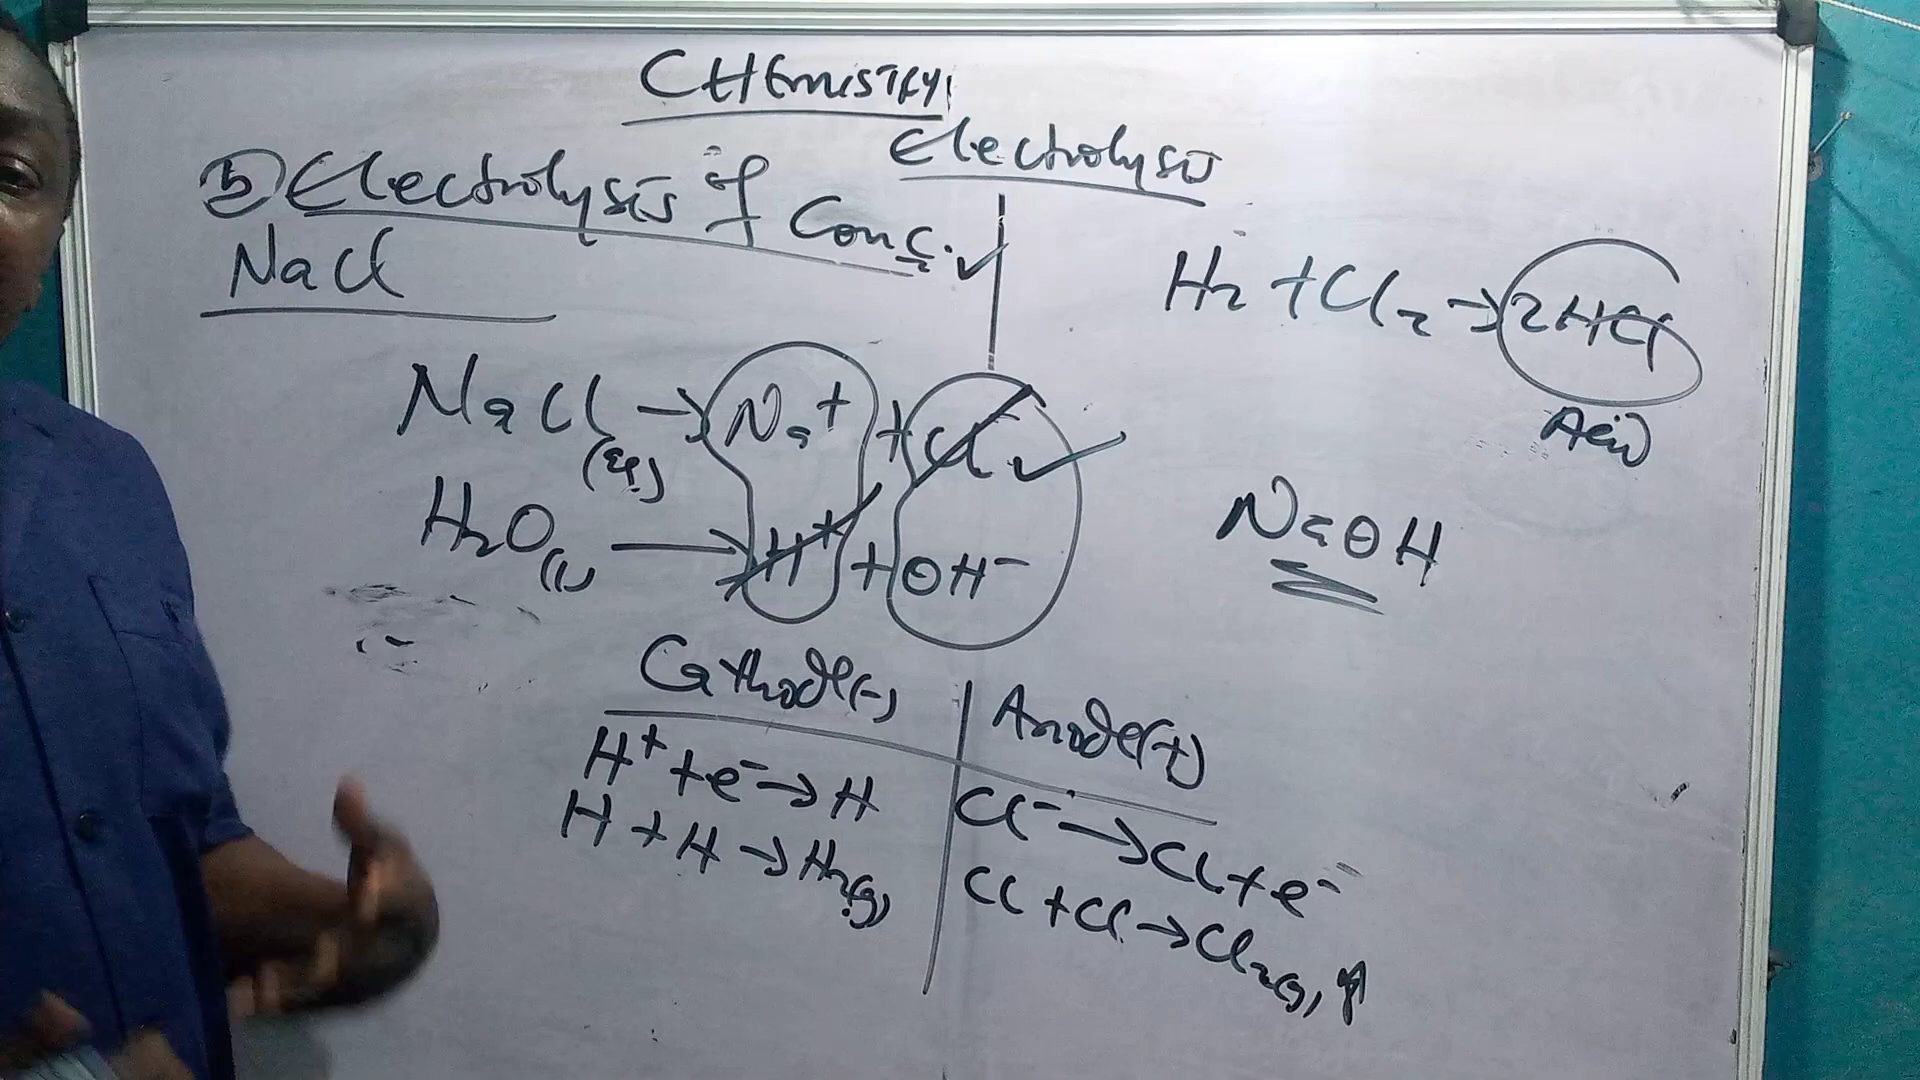 CHEMISTRY
Electrolysis
5 Electrolysis of Conc. ✓
NaCl
H₂ + Cl₂ → 2HCl
Acid
NaCl(aq) → Na⁺ + Cl⁻ ✓
H₂O(l) → H⁺ + OH⁻
NaOH
Cathode(-)
Anode(+)
H⁺ + e⁻ → H
H + H → H₂(g)
Cl⁻ → Cl + e⁻
Cl + Cl → Cl₂(g) ↑